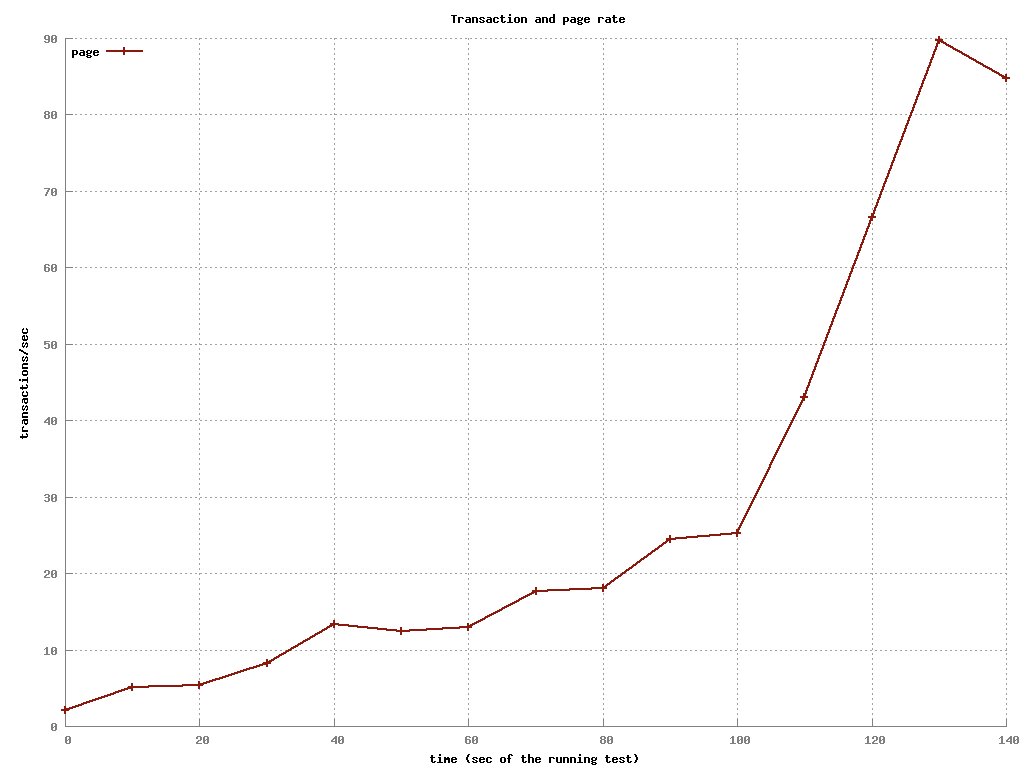 Transaction and page rate
page
90
80
70
60
50
40
30
20
10
0
transactions/sec
0 20 40 60 80 100 120 140
time (sec of the running test)